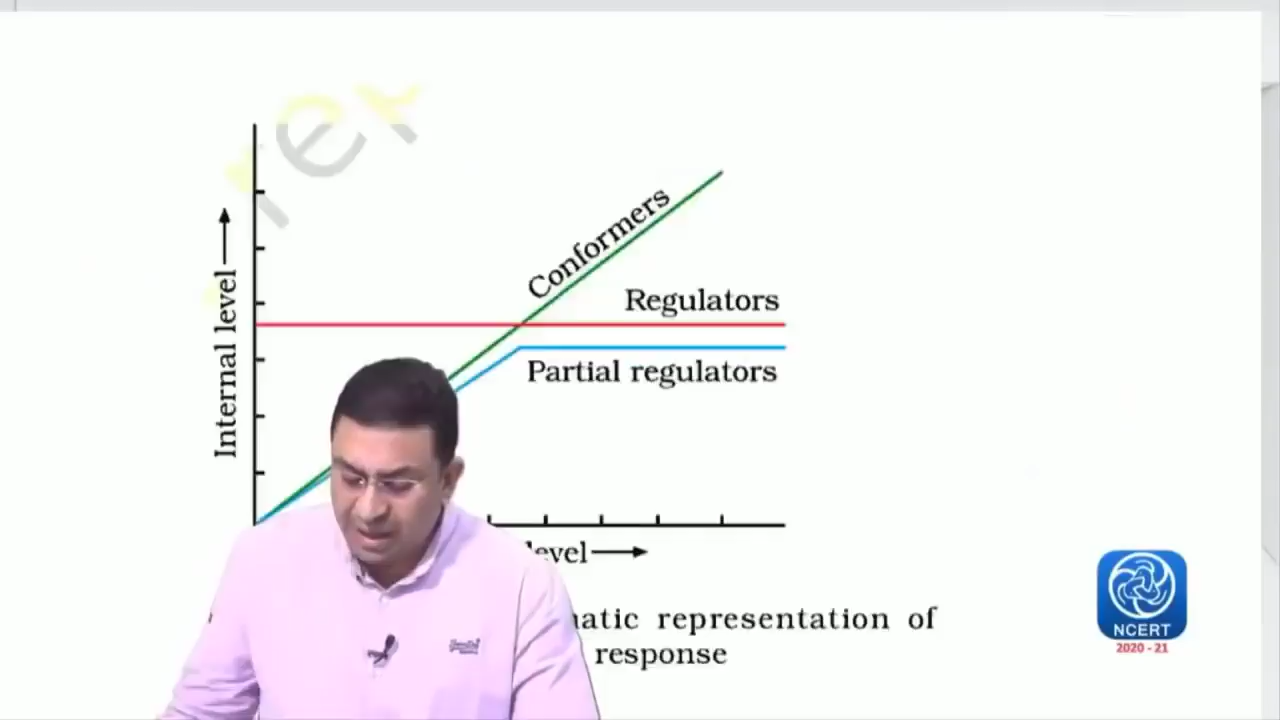 Conformers
Regulators
Partial regulators
Internal level
level
matic representation of
response
NCERT
2020 - 21